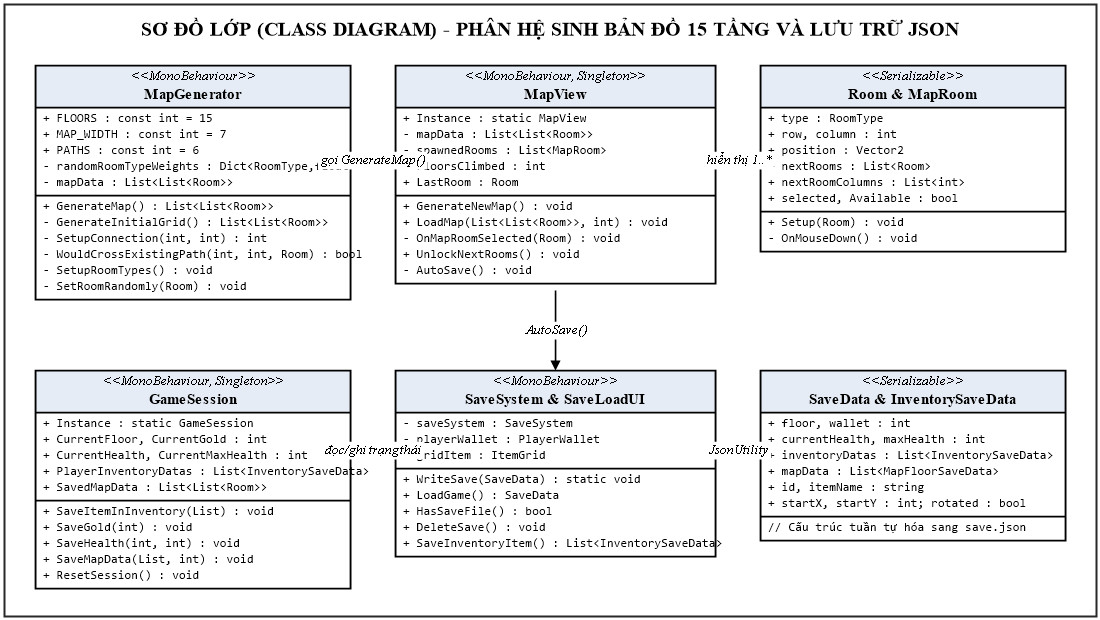 SƠ ĐỒ LỚP (CLASS DIAGRAM) - PHÂN HỆ SINH BẢN ĐỒ 15 TẦNG VÀ LƯU TRỮ JSON
<<MonoBehaviour>>
MapGenerator
+ FLOORS : const int = 15
+ MAP_WIDTH : const int = 7
+ PATHS : const int = 6
- randomRoomTypeWeights : Dict<RoomType,
- mapData : List<List<Room>>
+ GenerateMap() : List<List<Room>>
- GenerateInitialGrid() : List<List<Room>>
- SetupConnection(int, int) : int
- WouldCrossExistingPath(int, int, Room) : bool
- SetupRoomTypes() : void
- SetRoomRandomly(Room) : void
gọi GenerateMap()
<<MonoBehaviour, Singleton>>
MapView
+ Instance : static MapView
- mapData : List<List<Room>>
- spawnedRooms : List<MapRoom>
floorsClimbed : int
+ LastRoom : Room
+ GenerateNewMap() : void
+ LoadMap(List<List<Room>>, int) : void
- OnMapRoomSelected(Room) : void
+ UnlockNextRooms() : void
- AutoSave() : void
hiển thị 1..*
<<Serializable>>
Room & MapRoom
+ type : RoomType
+ row, column : int
+ position : Vector2
+ nextRooms : List<Room>
+ nextRoomColumns : List<int>
+ selected, Available : bool
+ Setup(Room) : void
- OnMouseDown() : void
AutoSave()
<<MonoBehaviour, Singleton>>
GameSession
+ Instance : static GameSession
+ CurrentFloor, CurrentGold : int
+ CurrentHealth, CurrentMaxHealth : int
+ PlayerInventoryDatas : List<InventorySaveData>
+ SavedMapData : List<List<Room>>
+ SaveItemInInventory(List) : void
+ SaveGold(int) : void
+ SaveHealth(int, int) : void
+ SaveMapData(List, int) : void
+ ResetSession() : void
đọc/ghi trạng thái
<<MonoBehaviour>>
SaveSystem & SaveLoadUI
- saveSystem : SaveSystem
- playerWallet : PlayerWallet
gridItem : ItemGrid
+ WriteSave(SaveData) : static void
+ LoadGame() : SaveData
+ HasSaveFile() : bool
+ DeleteSave() : void
+ SaveInventoryItem() : List<InventorySaveData>
JsonUtility
<<Serializable>>
SaveData & InventorySaveData
+ floor, wallet : int
+ currentHealth, maxHealth : int
+ inventoryDatas : List<InventorySaveData>
+ mapData : List<MapFloorSaveData>
+ id, itemName : string
+ startX, startY : int; rotated : bool
// Cấu trúc tuần tự hóa sang save.json